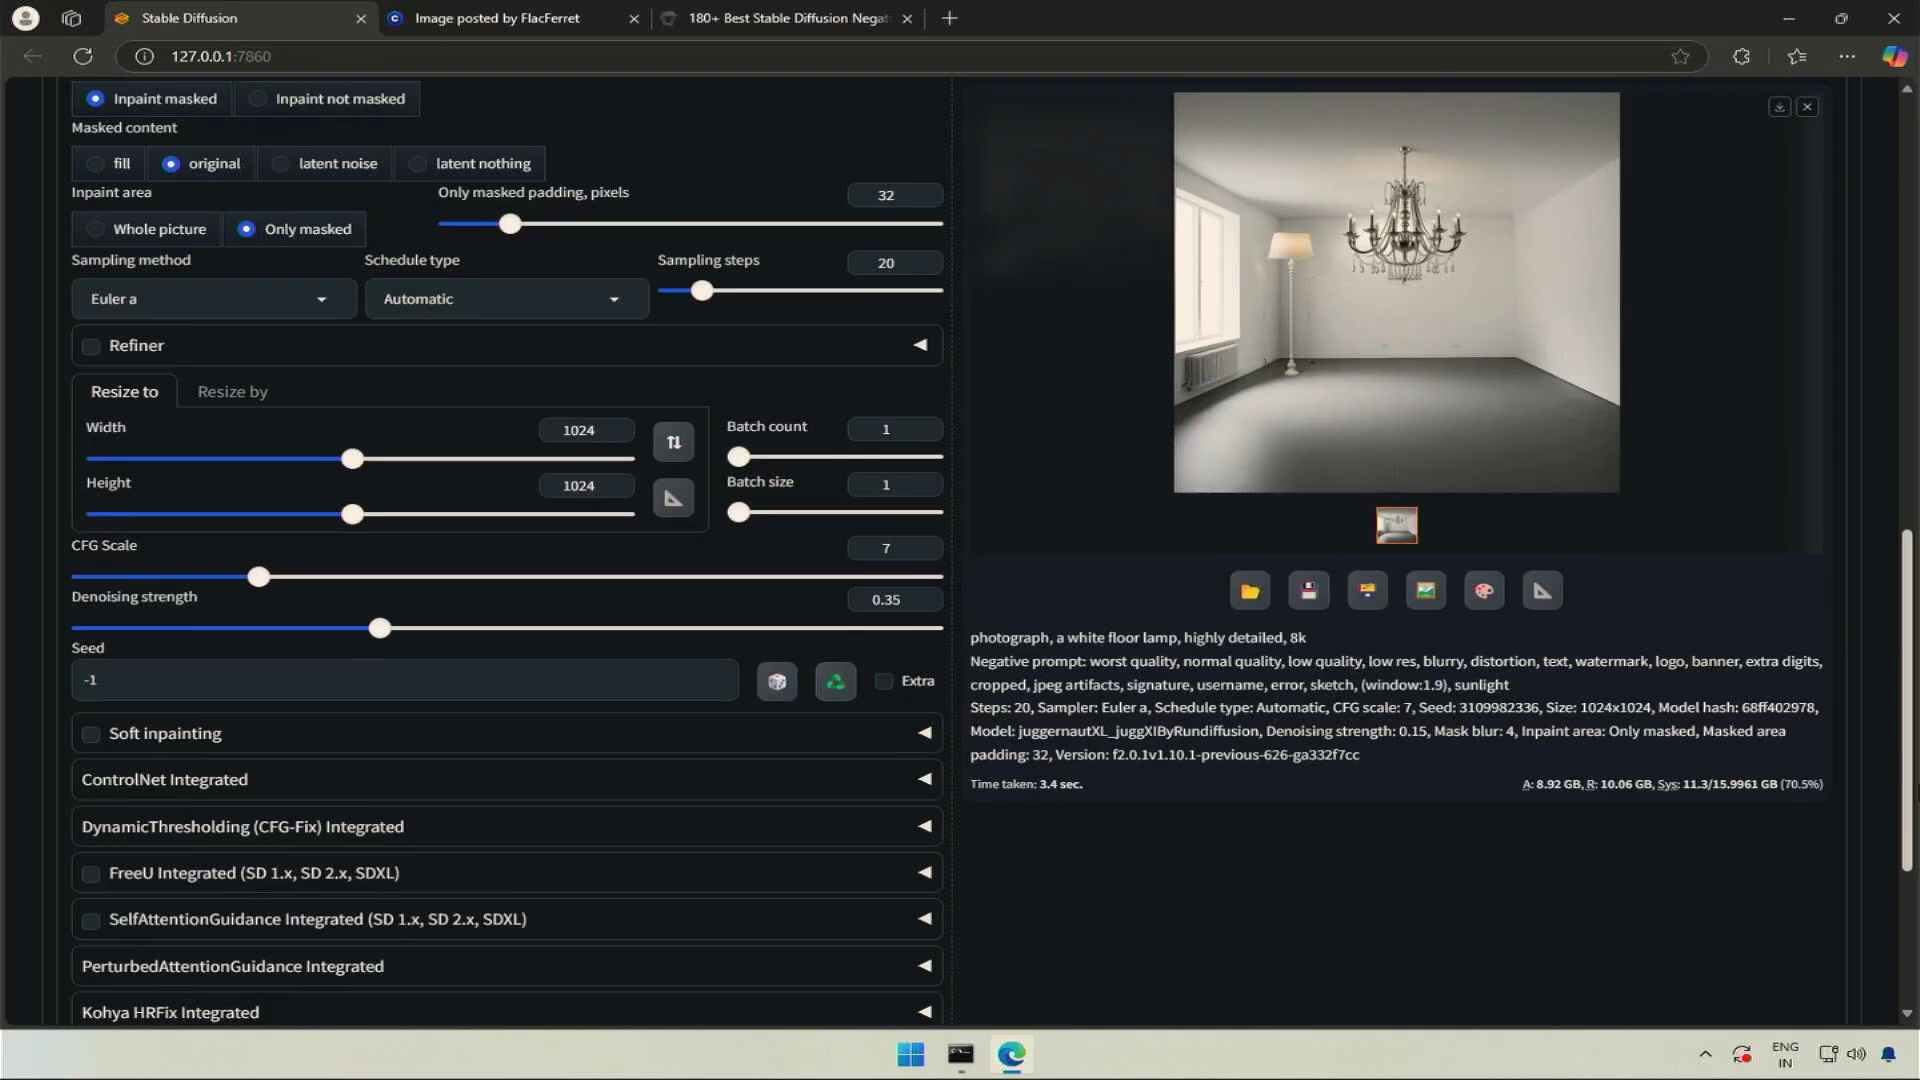 Stable Diffusion
Image posted by FlacFerret
180+ Best Stable Diffusion Negat
127.0.0.1:7860
Inpaint masked
Inpaint not masked
Masked content
fill
original
latent noise
latent nothing
Inpaint area
Only masked padding, pixels
32
Whole picture
Only masked
Sampling method
Schedule type
Sampling steps
20
Euler a
Automatic
Refiner
Resize to
Resize by
Width
1024
Batch count
1
Height
1024
Batch size
1
CFG Scale
7
Denoising strength
0.35
Seed
-1
Extra
Soft inpainting
ControlNet Integrated
DynamicThresholding (CFG-Fix) Integrated
FreeU Integrated (SD 1.x, SD 2.x, SDXL)
SelfAttentionGuidance Integrated (SD 1.x, SD 2.x, SDXL)
PerturbedAttentionGuidance Integrated
Kohya HRFix Integrated
photograph, a white floor lamp, highly detailed, 8k
Negative prompt: worst quality, normal quality, low quality, low res, blurry, distortion, text, watermark, logo, banner, extra digits,
cropped, jpeg artifacts, signature, username, error, sketch, (window:1.9), sunlight
Steps: 20, Sampler: Euler a, Schedule type: Automatic, CFG scale: 7, Seed: 3109982336, Size: 1024x1024, Model hash: 68ff402978,
Model: juggernautXL_juggXIByRundiffusion, Denoising strength: 0.15, Mask blur: 4, Inpaint area: Only masked, Masked area
padding: 32, Version: f2.0.1v1.10.1-previous-626-ga332f7cc
Time taken: 3.4 sec.
A: 8.92 GB, R: 10.06 GB, Sys: 11.3/15.9961 GB (70.5%)
ENG
IN